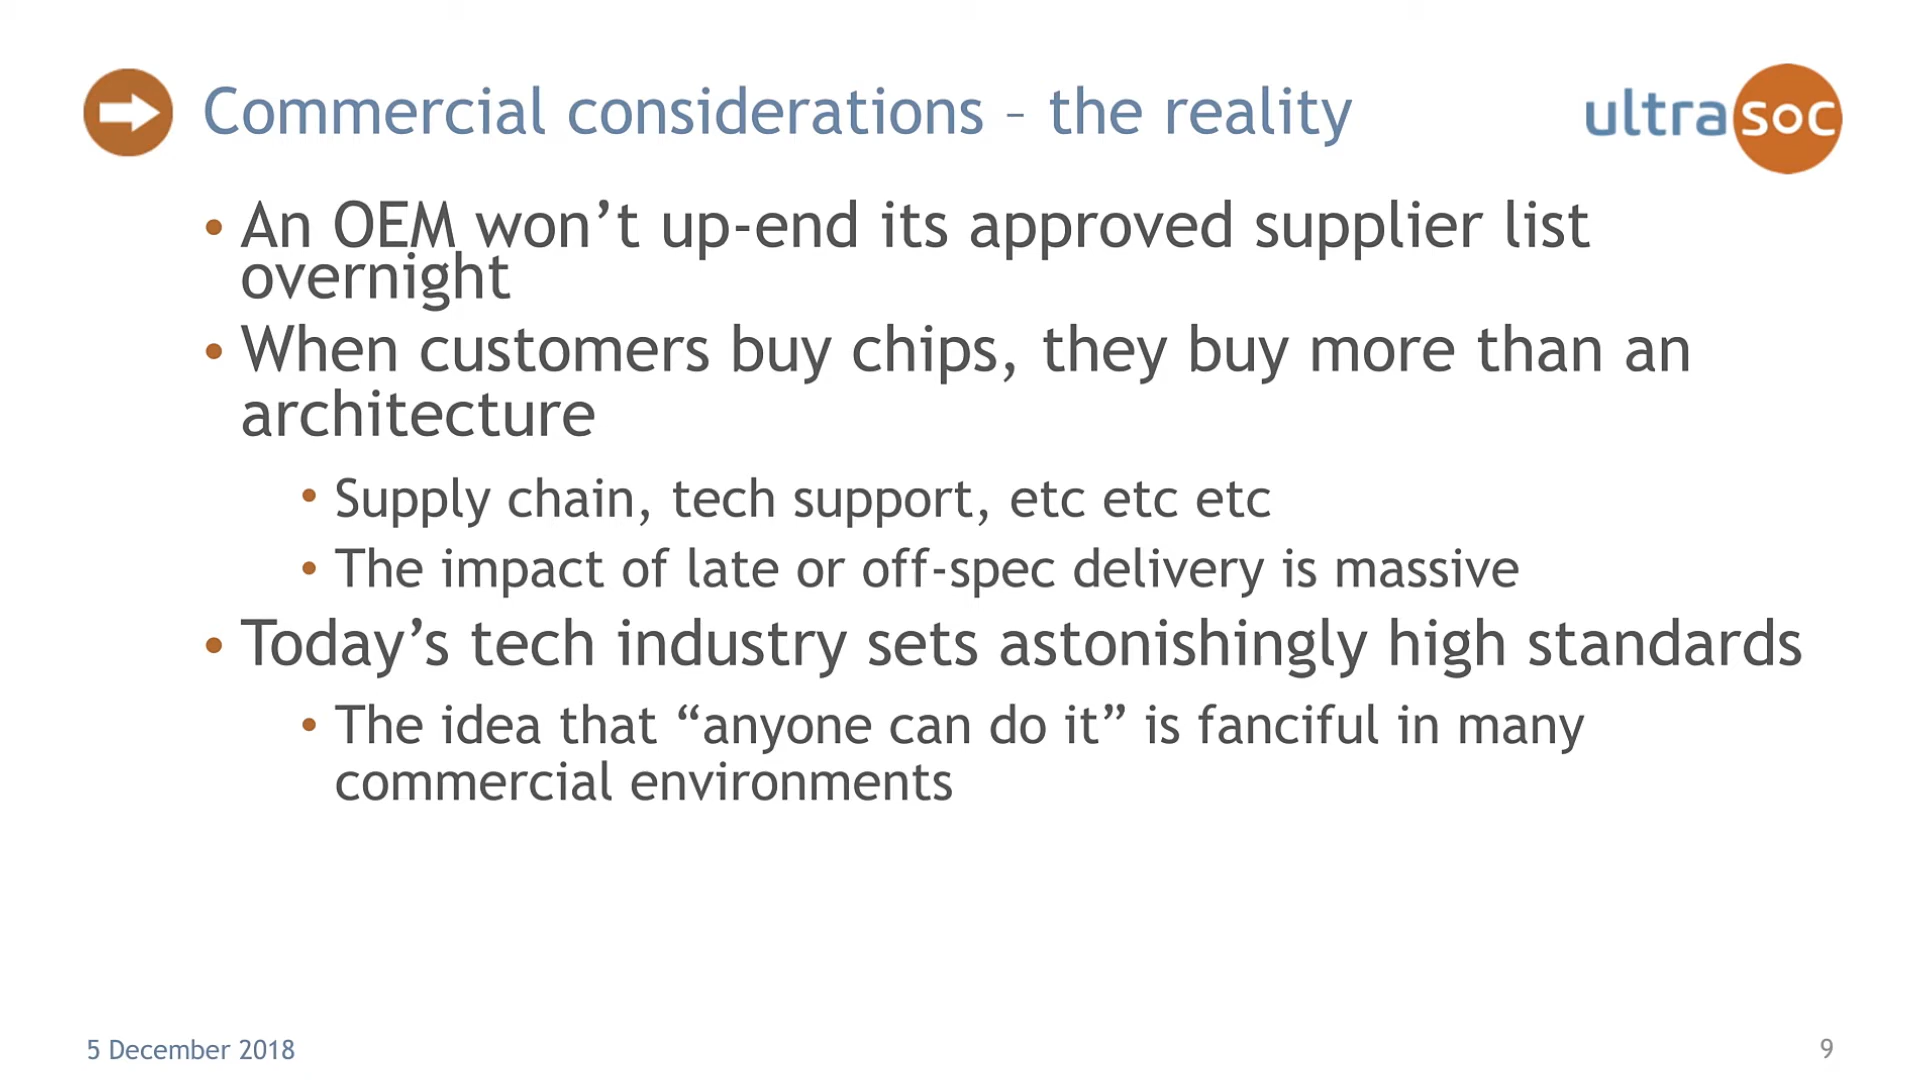 Commercial considerations – the reality
ultrasoc
• An OEM won’t up-end its approved supplier list
overnight
• When customers buy chips, they buy more than an
architecture
• Supply chain, tech support, etc etc etc
• The impact of late or off-spec delivery is massive
• Today’s tech industry sets astonishingly high standards
• The idea that “anyone can do it” is fanciful in many
commercial environments
5 December 2018
9